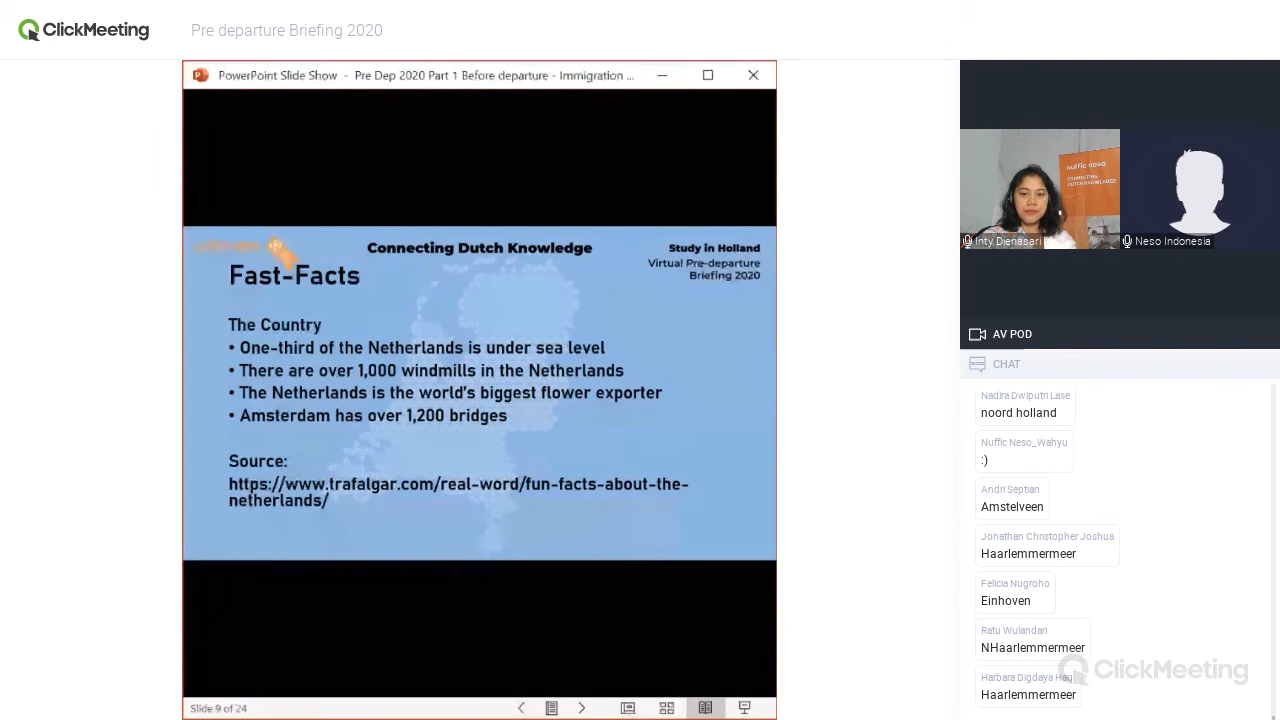 ClickMeeting
Pre departure Briefing 2020
PowerPoint Slide Show - Pre Dep 2020 Part 1 Before departure - Immigration ...
Connecting Dutch Knowledge
Study in Holland
Virtual Pre-departure
Briefing 2020
Fast-Facts
The Country
• One-third of the Netherlands is under sea level
• There are over 1,000 windmills in the Netherlands
• The Netherlands is the world's biggest flower exporter
• Amsterdam has over 1,200 bridges
Source:
https://www.trafalgar.com/real-word/fun-facts-about-the-
netherlands/
Slide 9 of 24
nuffic neso
CONNECTING
DUTCH KNOWLEDGE
Inty Dienasari
Neso Indonesia
AV POD
CHAT
Nadira Dwiputri Lase
noord holland
Nuffic Neso_Wahyu
:)
Andri Septian
Amstelveen
Jonathan Christopher Joshua
Haarlemmermeer
Felicia Nugroho
Einhoven
Ratu Wulandari
NHaarlemmermeer
Harbara Digdaya Haq
Haarlemmermeer
ClickMeeting